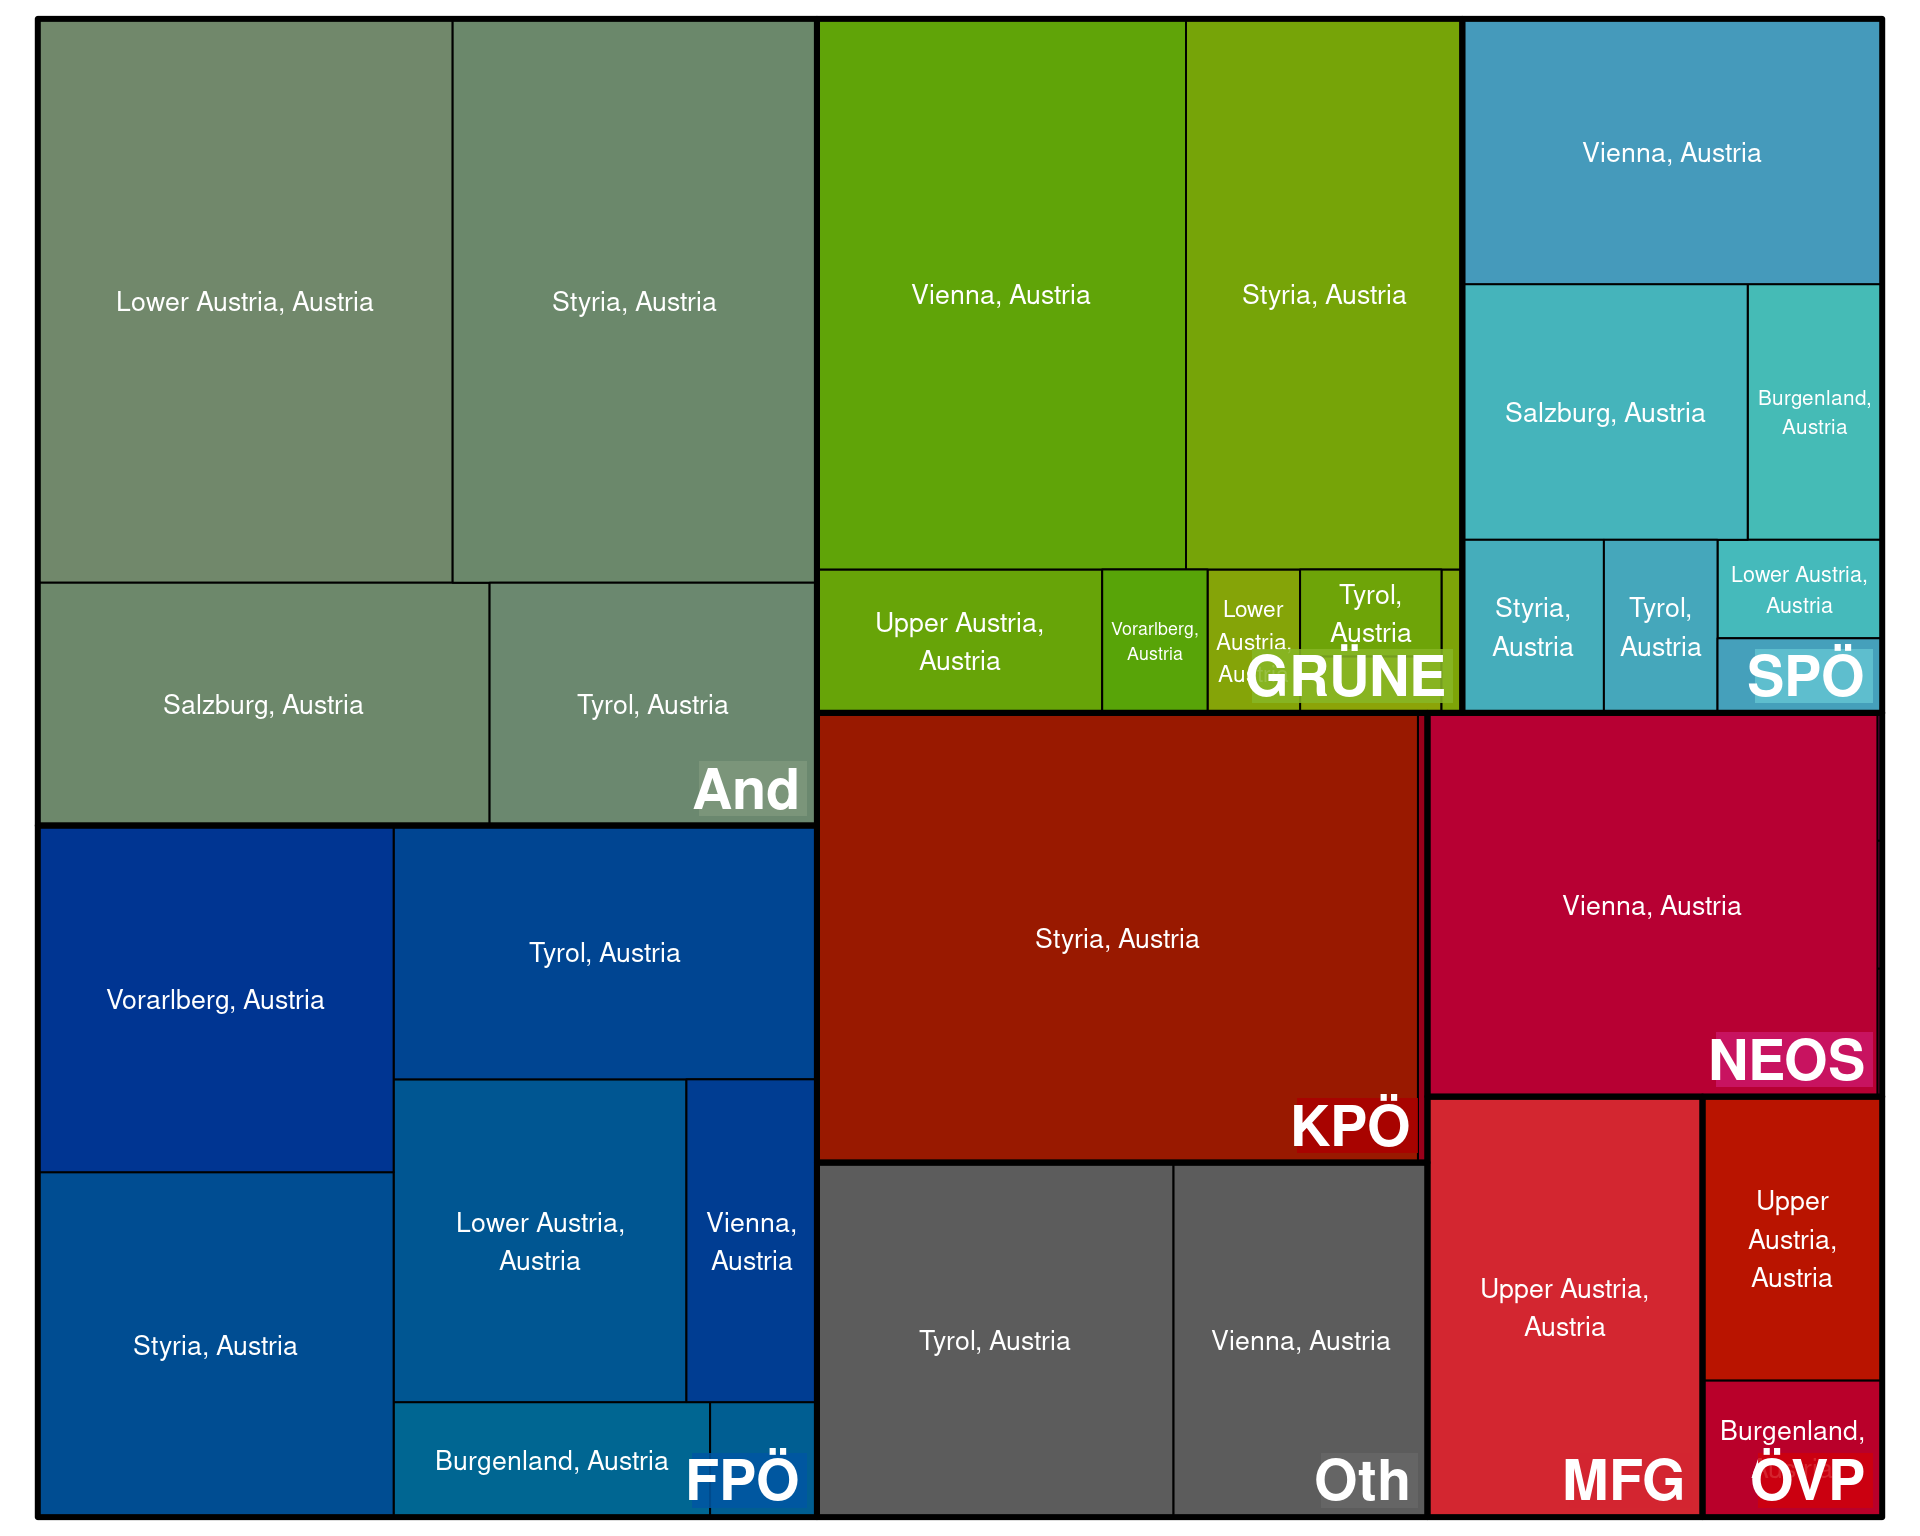 Lower Austria, Austria
Styria, Austria
Salzburg, Austria
Tyrol, Austria
And
Vienna, Austria
Styria, Austria
Upper Austria,
Austria
Vorarlberg,
Austria
Lower
Austria,
Tyrol,
Austria
GRÜNE
Vienna, Austria
Salzburg, Austria
Burgenland,
Austria
Styria,
Austria
Tyrol,
Austria
Lower Austria,
Austria
SPÖ
Vorarlberg, Austria
Tyrol, Austria
Styria, Austria
Lower Austria,
Austria
Vienna,
Austria
Burgenland, Austria
FPÖ
Styria, Austria
KPÖ
Vienna, Austria
NEOS
Tyrol, Austria
Vienna, Austria
Oth
Upper Austria,
Austria
MFG
Upper
Austria,
Austria
Burgenland,
ÖVP